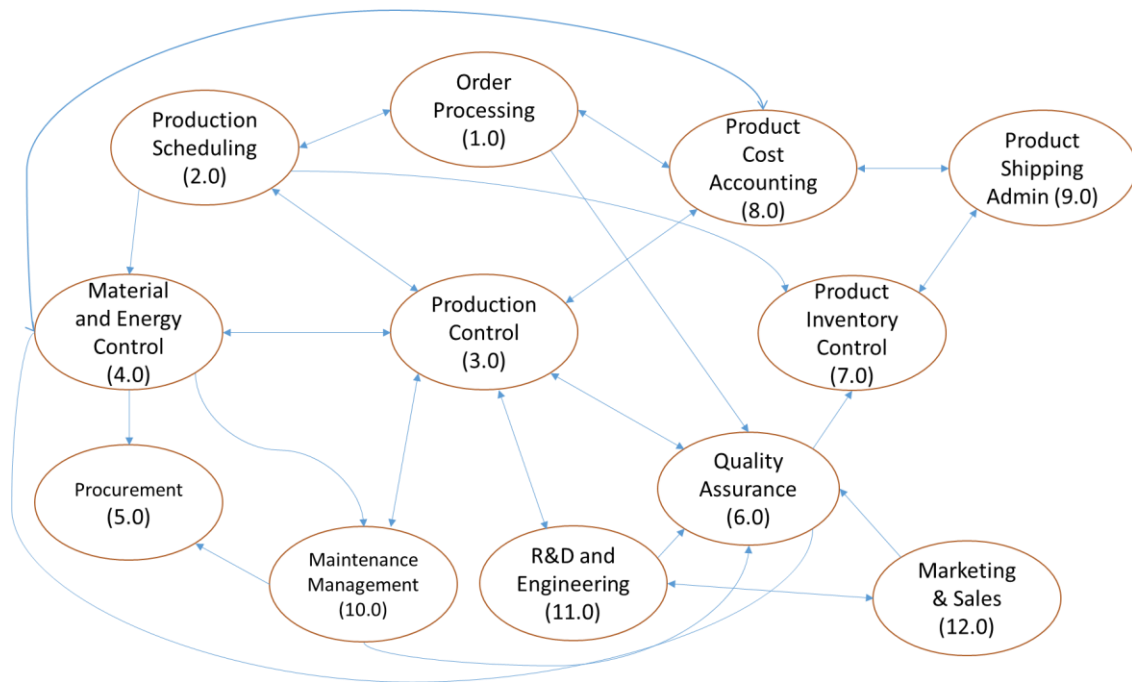 Order
Processing
(1.0)
Production
Scheduling
(2.0)
Product
Cost
Accounting
(8.0)
Product
Shipping
Admin (9.0)
Material
and Energy
Control
(4.0)
Production
Control
(3.0)
Product
Inventory
Control
(7.0)
Procurement
(5.0)
Quality
Assurance
(6.0)
Maintenance
Management
(10.0)
R&D and
Engineering
(11.0)
Marketing
& Sales
(12.0)